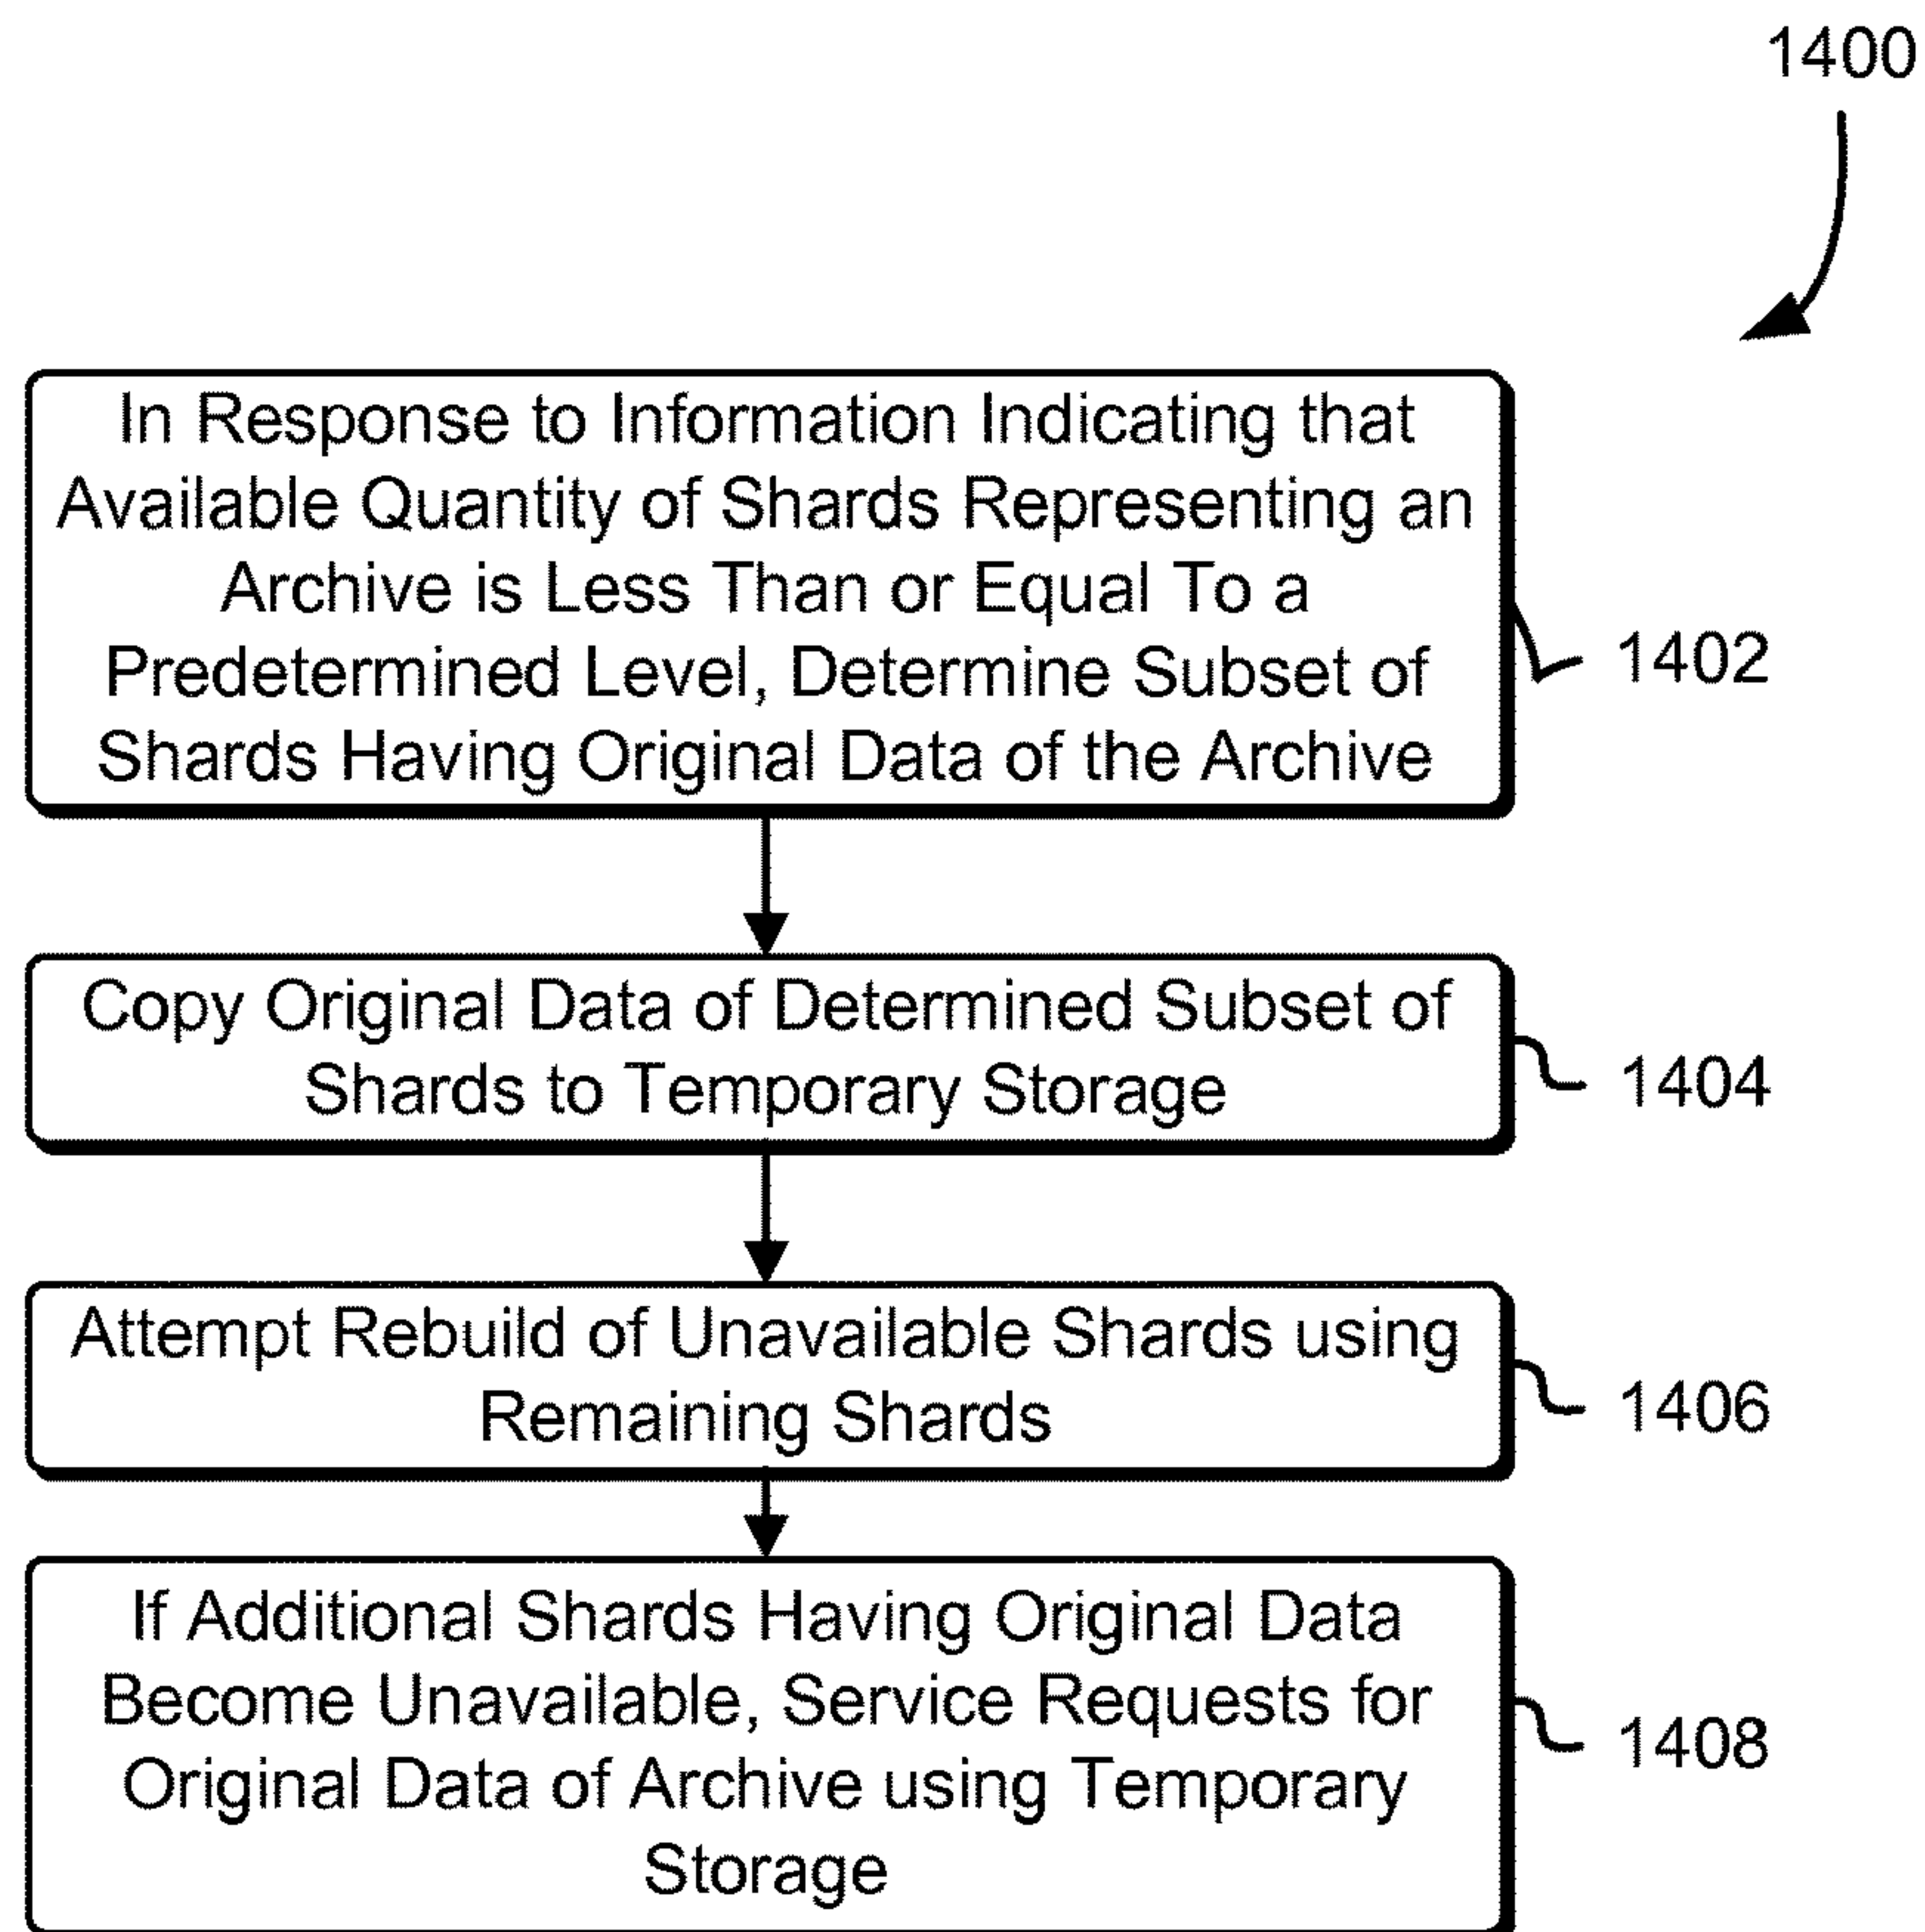 1400
In Response to Information Indicating that
Available Quantity of Shards Representing an
Archive is Less Than or Equal To a
Predetermined Level, Determine Subset of
Shards Having Original Data of the Archive
1402
Copy Original Data of Determined Subset of
Shards to Temporary Storage
1404
Attempt Rebuild of Unavailable Shards using
Remaining Shards
1406
If Additional Shards Having Original Data
Become Unavailable, Service Requests for
Original Data of Archive using Temporary
Storage
1408